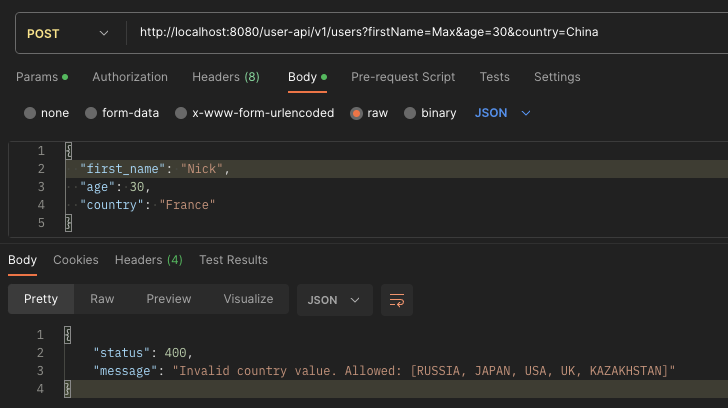 POST http://localhost:8080/user-api/v1/users?firstName=Max&age=30&country=China
Params Authorization Headers (8) Body Pre-request Script Tests Settings
none form-data x-www-form-urlencoded raw binary JSON
1 {
2 "first_name": "Nick",
3 "age": 30,
4 "country": "France"
5 }
Body Cookies Headers (4) Test Results
Pretty Raw Preview Visualize JSON
1 {
2 "status": 400,
3 "message": "Invalid country value. Allowed: [RUSSIA, JAPAN, USA, UK, KAZAKHSTAN]"
4 }